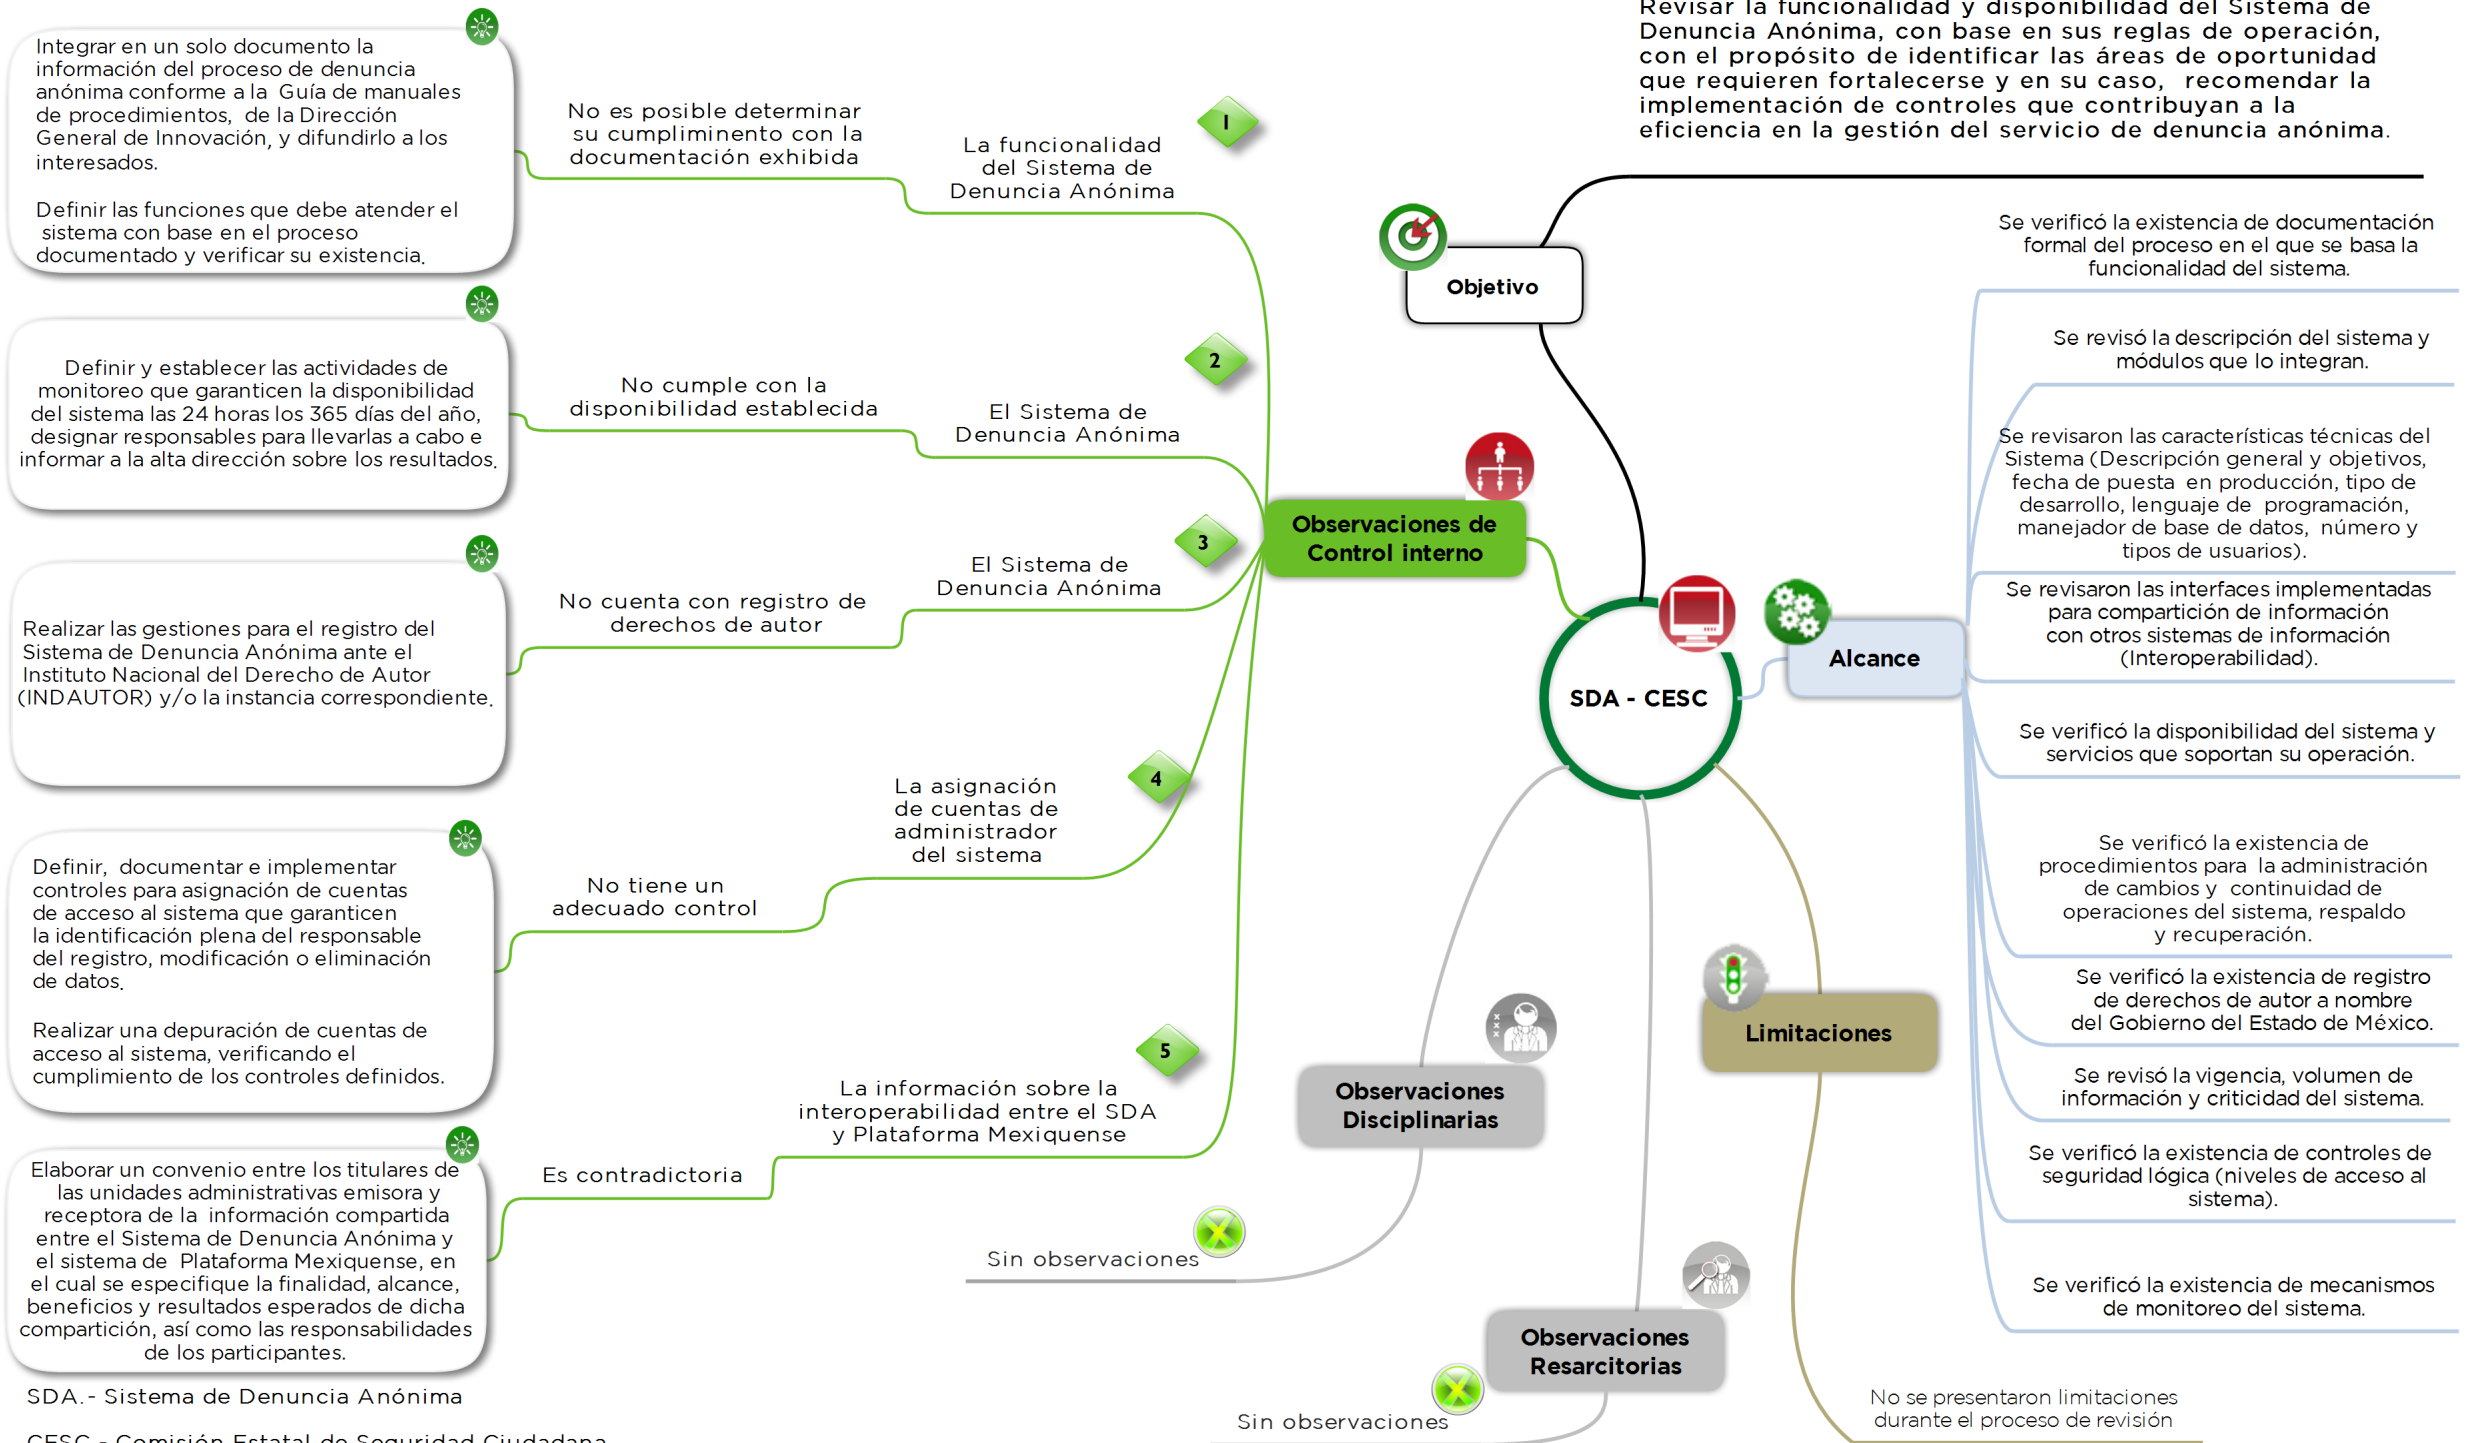 Revisar la funcionalidad y disponibilidad del Sistema de
Denuncia Anónima, con base en sus reglas de operación,
con el propósito de identificar las áreas de oportunidad
que requieren fortalecerse y en su caso, recomendar la
implementación de controles que contribuyan a la
eficiencia en la gestión del servicio de denuncia anónima.
Objetivo
SDA - CESC
Observaciones de
Control interno
1
La funcionalidad
del Sistema de
Denuncia Anónima
No es posible determinar
su cumpliminento con la
documentación exhibida
Integrar en un solo documento la
información del proceso de denuncia
anónima conforme a la Guía de manuales
de procedimientos, de la Dirección
General de Innovación, y difundirlo a los
interesados.
Definir las funciones que debe atender el
sistema con base en el proceso
documentado y verificar su existencia.
2
El Sistema de
Denuncia Anónima
No cumple con la
disponibilidad establecida
Definir y establecer las actividades de
monitoreo que garanticen la disponibilidad
del sistema las 24 horas los 365 días del año,
designar responsables para llevarlas a cabo e
informar a la alta dirección sobre los resultados.
3
El Sistema de
Denuncia Anónima
No cuenta con registro de
derechos de autor
Realizar las gestiones para el registro del
Sistema de Denuncia Anónima ante el
Instituto Nacional del Derecho de Autor
(INDAUTOR) y/o la instancia correspondiente.
4
La asignación
de cuentas de
administrador
del sistema
No tiene un
adecuado control
Definir, documentar e implementar
controles para asignación de cuentas
de acceso al sistema que garanticen
la identificación plena del responsable
del registro, modificación o eliminación
de datos.
Realizar una depuración de cuentas de
acceso al sistema, verificando el
cumplimiento de los controles definidos.
5
La información sobre la
interoperabilidad entre el SDA
y Plataforma Mexiquense
Es contradictoria
Elaborar un convenio entre los titulares de
las unidades administrativas emisora y
receptora de la información compartida
entre el Sistema de Denuncia Anónima y
el sistema de Plataforma Mexiquense, en
el cual se especifique la finalidad, alcance,
beneficios y resultados esperados de dicha
compartición, así como las responsabilidades
de los participantes.
Alcance
Se verificó la existencia de documentación
formal del proceso en el que se basa la
funcionalidad del sistema.
Se revisó la descripción del sistema y
módulos que lo integran.
Se revisaron las características técnicas del
Sistema (Descripción general y objetivos,
fecha de puesta en producción, tipo de
desarrollo, lenguaje de programación,
manejador de base de datos, número y
tipos de usuarios).
Se revisaron las interfaces implementadas
para compartición de información
con otros sistemas de información
(Interoperabilidad).
Se verificó la disponibilidad del sistema y
servicios que soportan su operación.
Se verificó la existencia de
procedimientos para la administración
de cambios y continuidad de
operaciones del sistema, respaldo
y recuperación.
Se verificó la existencia de registro
de derechos de autor a nombre
del Gobierno del Estado de México.
Se revisó la vigencia, volumen de
información y criticidad del sistema.
Se verificó la existencia de controles de
seguridad lógica (niveles de acceso al
sistema).
Se verificó la existencia de mecanismos
de monitoreo del sistema.
Limitaciones
No se presentaron limitaciones
durante el proceso de revisión
Observaciones
Disciplinarias
Sin observaciones
Observaciones
Resarcitorias
Sin observaciones
SDA.- Sistema de Denuncia Anónima
CESC.- Comisión Estatal de Seguridad Ciudadana